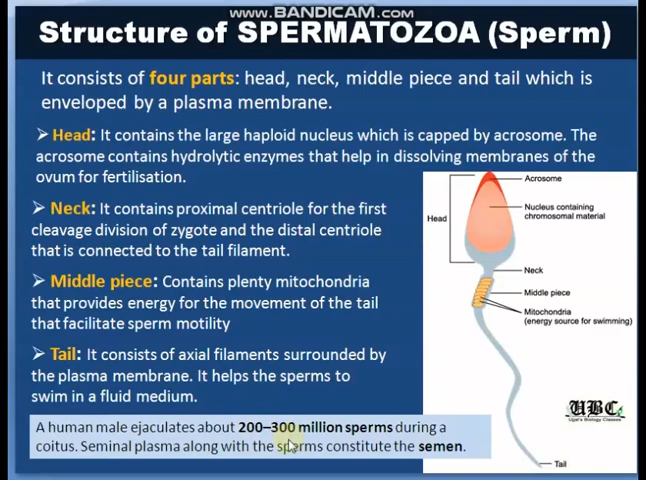 WWW.BANDICAM.COM
Structure of SPERMATOZOA (Sperm)
It consists of four parts: head, neck, middle piece and tail which is
enveloped by a plasma membrane.
➢ Head: It contains the large haploid nucleus which is capped by acrosome. The
acrosome contains hydrolytic enzymes that help in dissolving membranes of the
ovum for fertilisation.
➢ Neck: It contains proximal centriole for the first
cleavage division of zygote and the distal centriole
that is connected to the tail filament.
➢ Middle piece: Contains plenty mitochondria
that provides energy for the movement of the tail
that facilitate sperm motility
➢ Tail: It consists of axial filaments surrounded by
the plasma membrane. It helps the sperms to
swim in a fluid medium.
A human male ejaculates about 200–300 million sperms during a
coitus. Seminal plasma along with the sperms constitute the semen.
Acrosome
Nucleus containing
chromosomal material
Head
Neck
Middle piece
Mitochondria
(energy source for swimming)
UBC
Ugal's Biology Classes
Tail